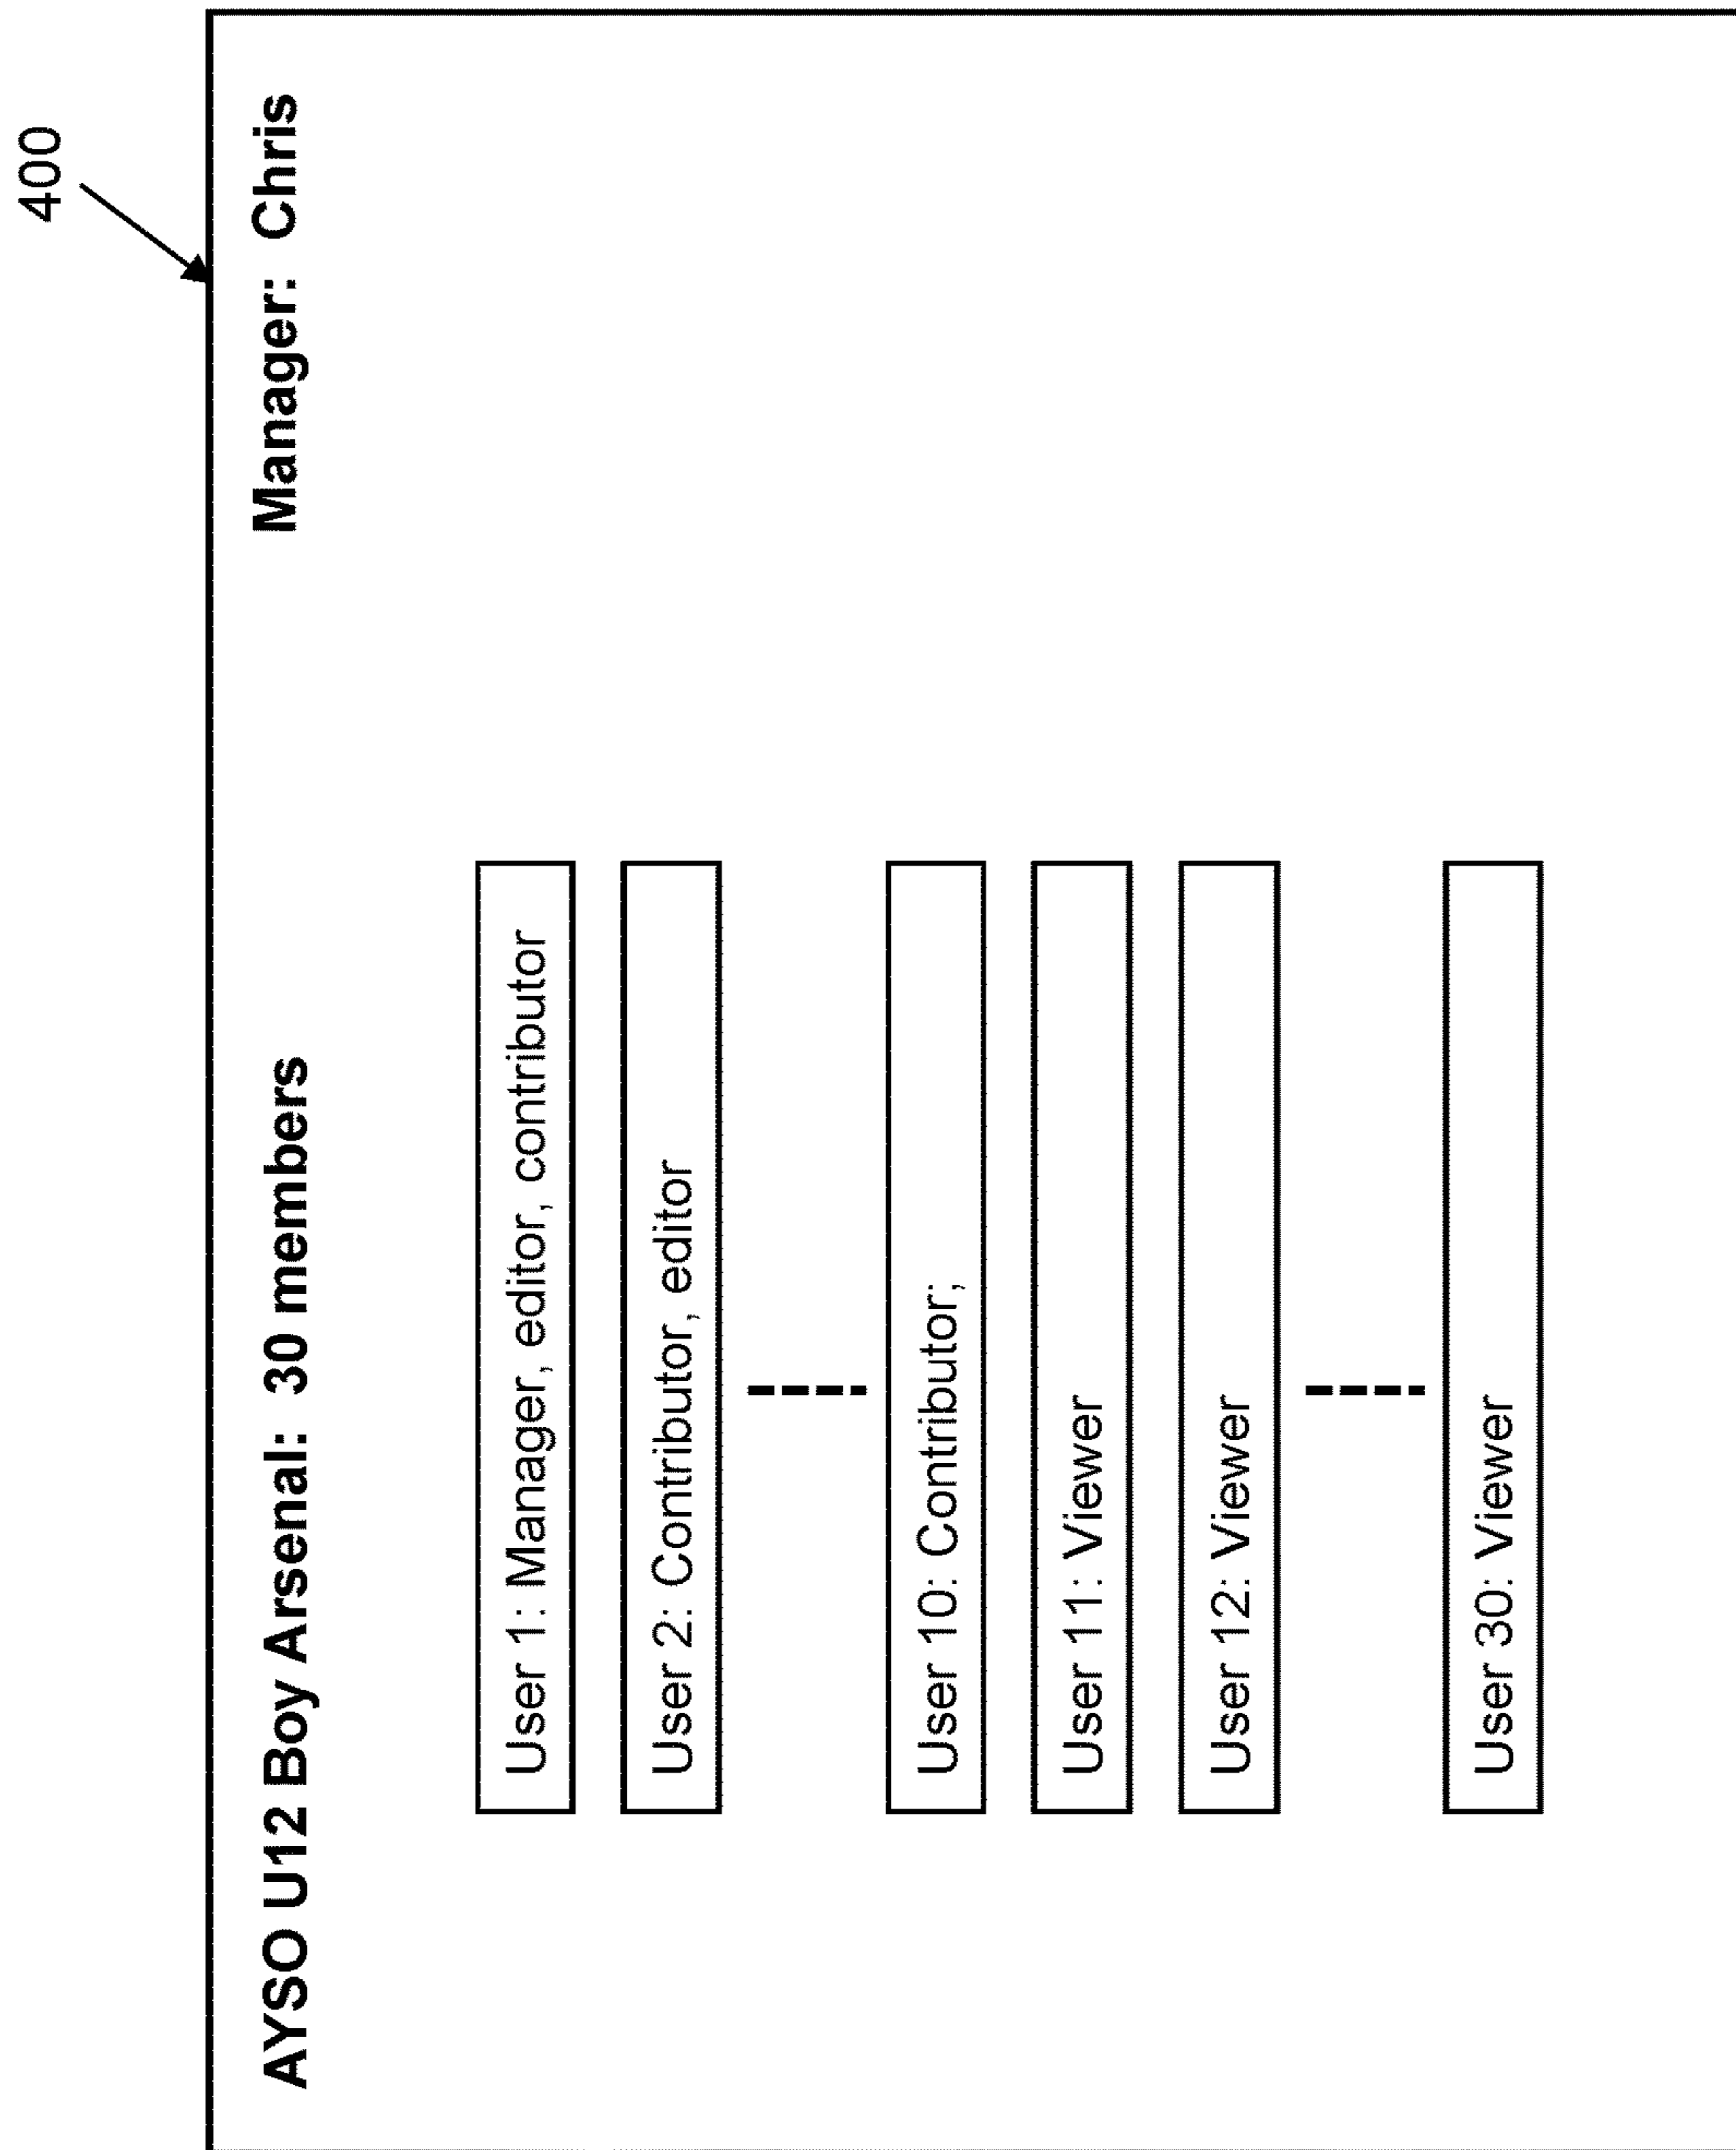 400
AYSO U12 Boy Arsenal: 30 members Manager: Chris
User 1: Manager, editor, contributor
User 2: Contributor, editor
User 10: Contributor;
User 11: Viewer
User 12: Viewer
User 30: Viewer